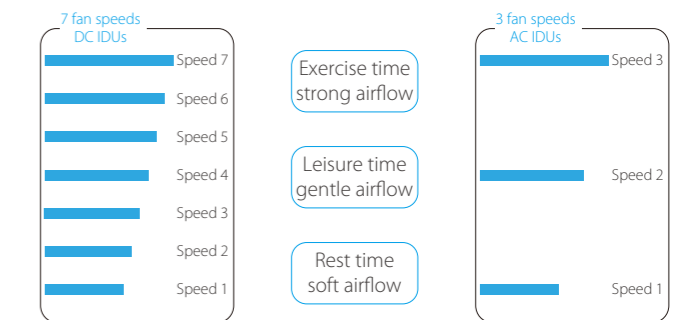 7 fan speeds
DC IDUs
Speed 7
Speed 6
Speed 5
Speed 4
Speed 3
Speed 2
Speed 1
Exercise time
strong airflow
Leisure time
gentle airflow
Rest time
soft airflow
3 fan speeds
AC IDUs
Speed 3
Speed 2
Speed 1